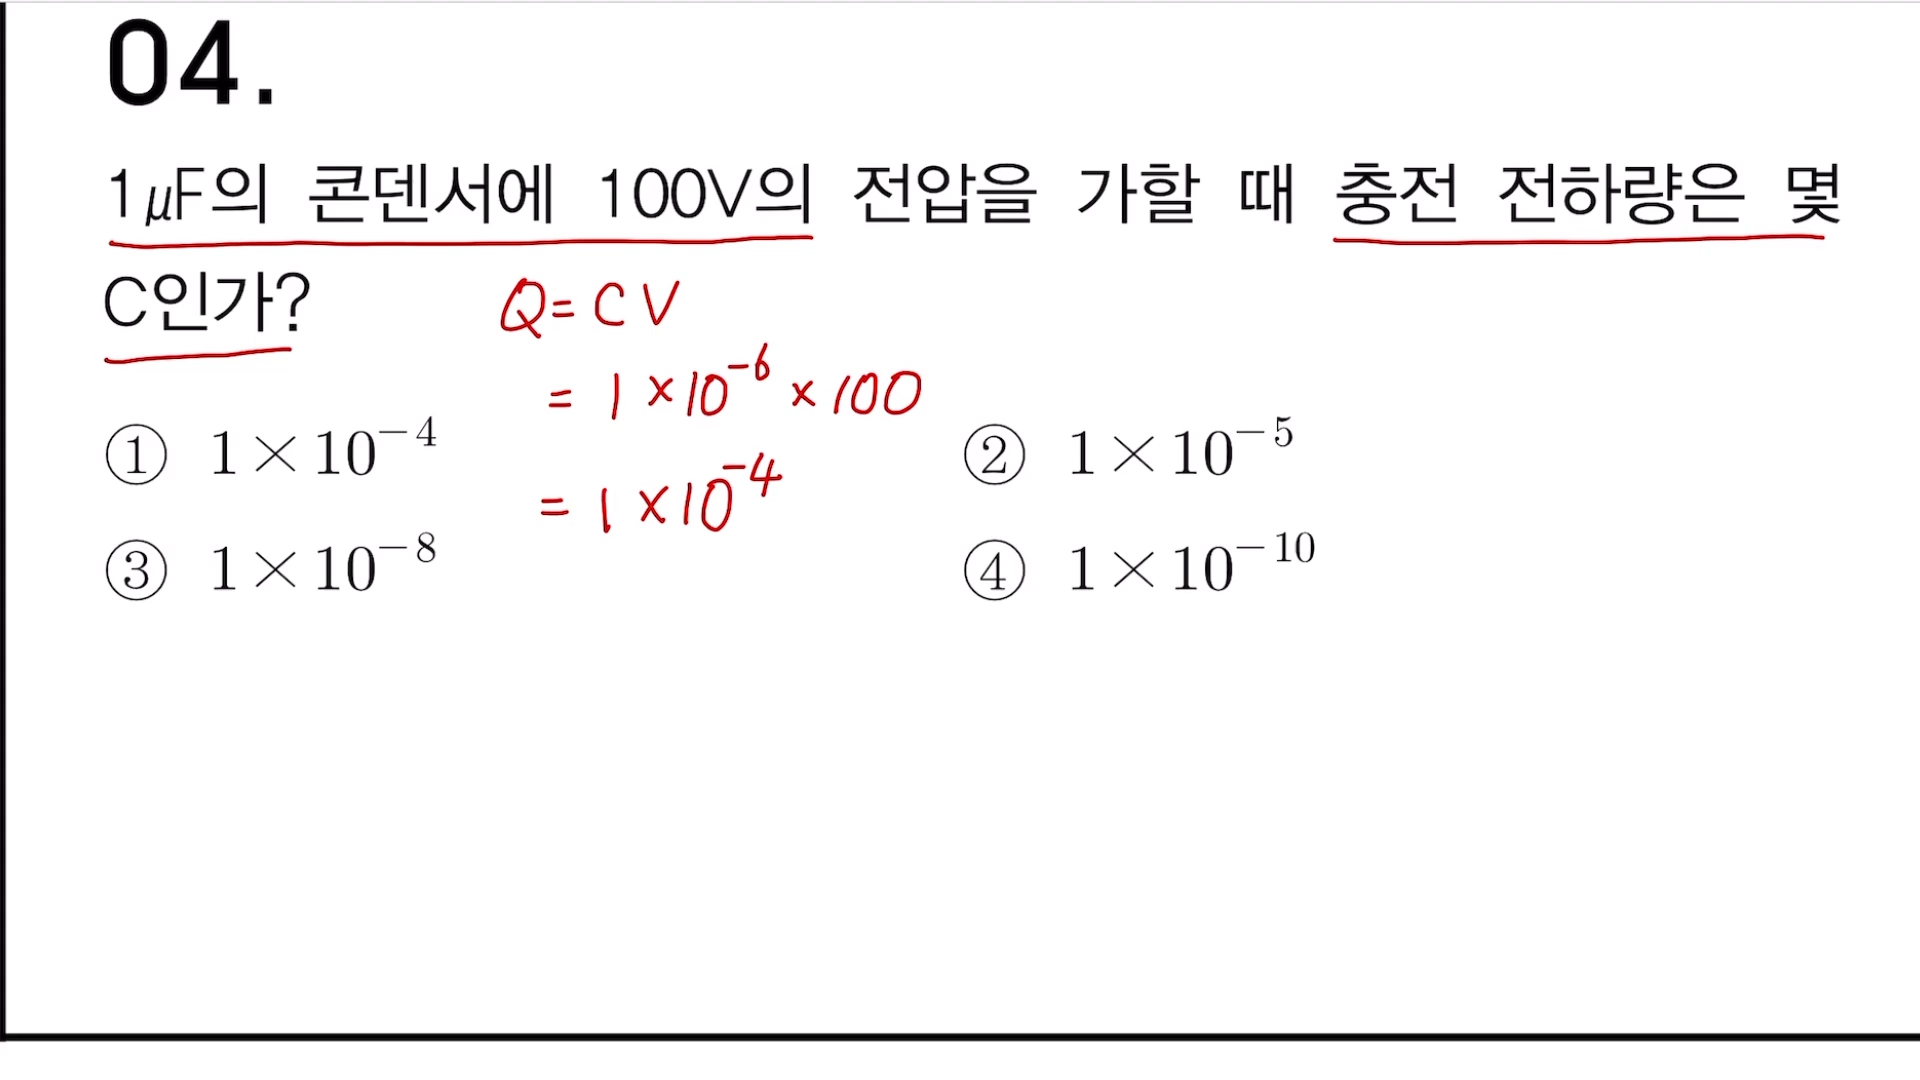 04.
1μF의 콘덴서에 100V의 전압을 가할 때 충전 전하량은 몇
C인가?
Q = CV
= 1 × 10⁻⁶ × 100
① 1 × 10⁻⁴ ② 1 × 10⁻⁵
= 1 × 10⁻⁴
③ 1 × 10⁻⁸ ④ 1 × 10⁻¹⁰